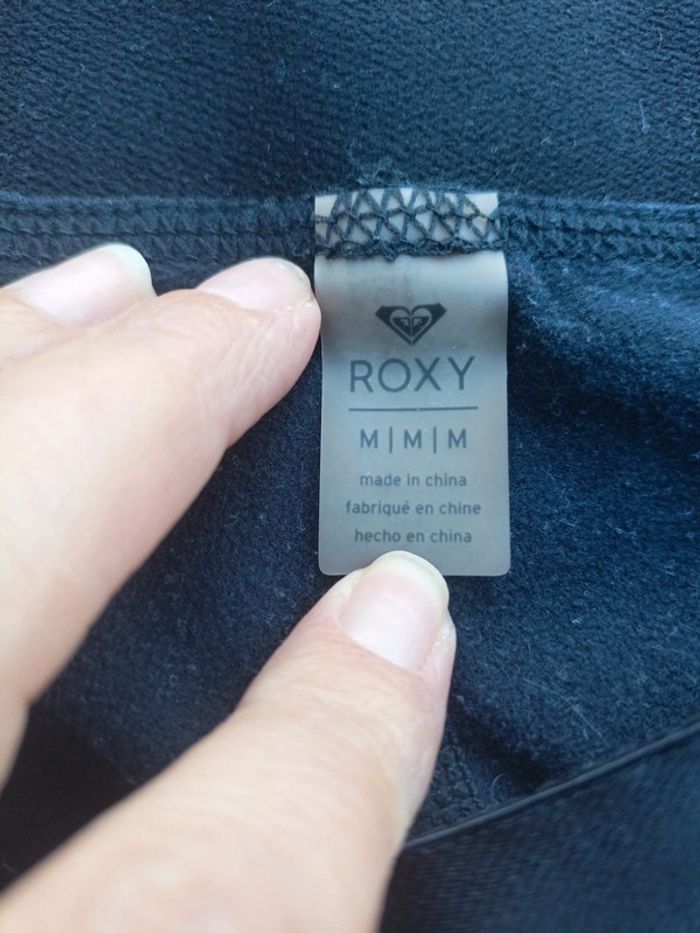 ROXY
M | M | M
made in china
fabriqué en chine
hecho en china